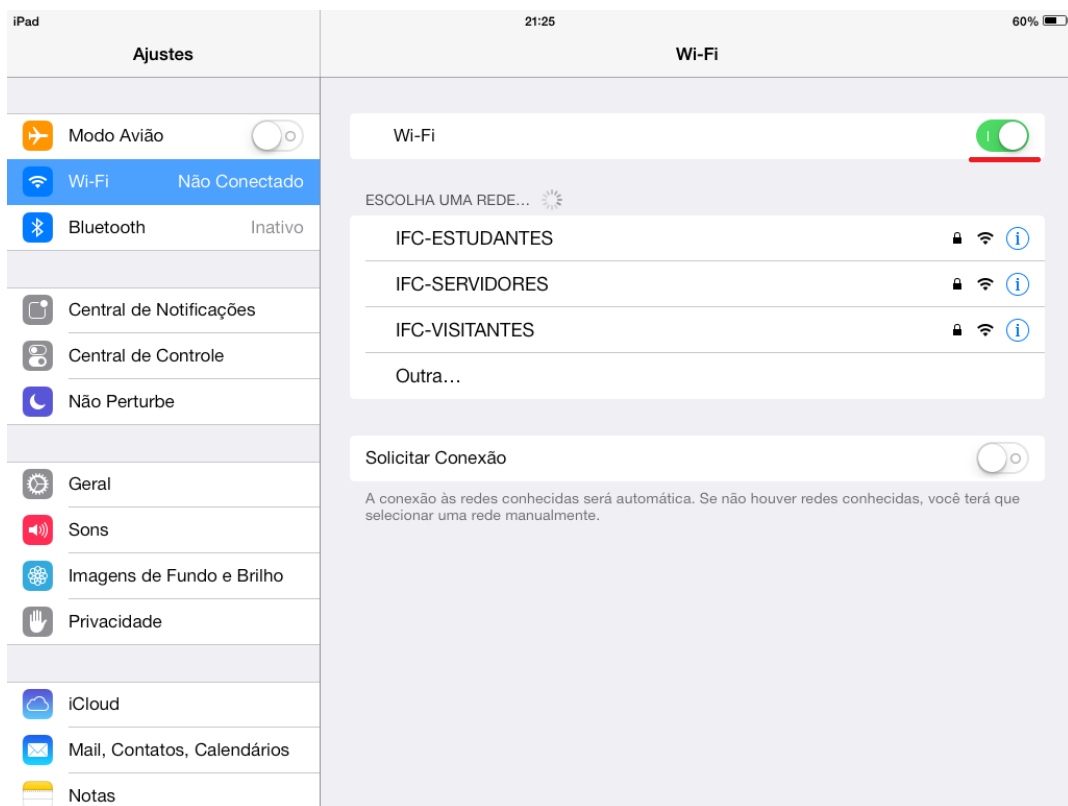 iPad
21:25
60%
Ajustes
Wi-Fi
Modo Avião
Wi-Fi Não Conectado
Bluetooth Inativo
Central de Notificações
Central de Controle
Não Perturbe
Geral
Sons
Imagens de Fundo e Brilho
Privacidade
iCloud
Mail, Contatos, Calendários
Notas
Wi-Fi
ESCOLHA UMA REDE...
IFC-ESTUDANTES
IFC-SERVIDORES
IFC-VISITANTES
Outra...
Solicitar Conexão
A conexão às redes conhecidas será automática. Se não houver redes conhecidas, você terá que
selecionar uma rede manualmente.